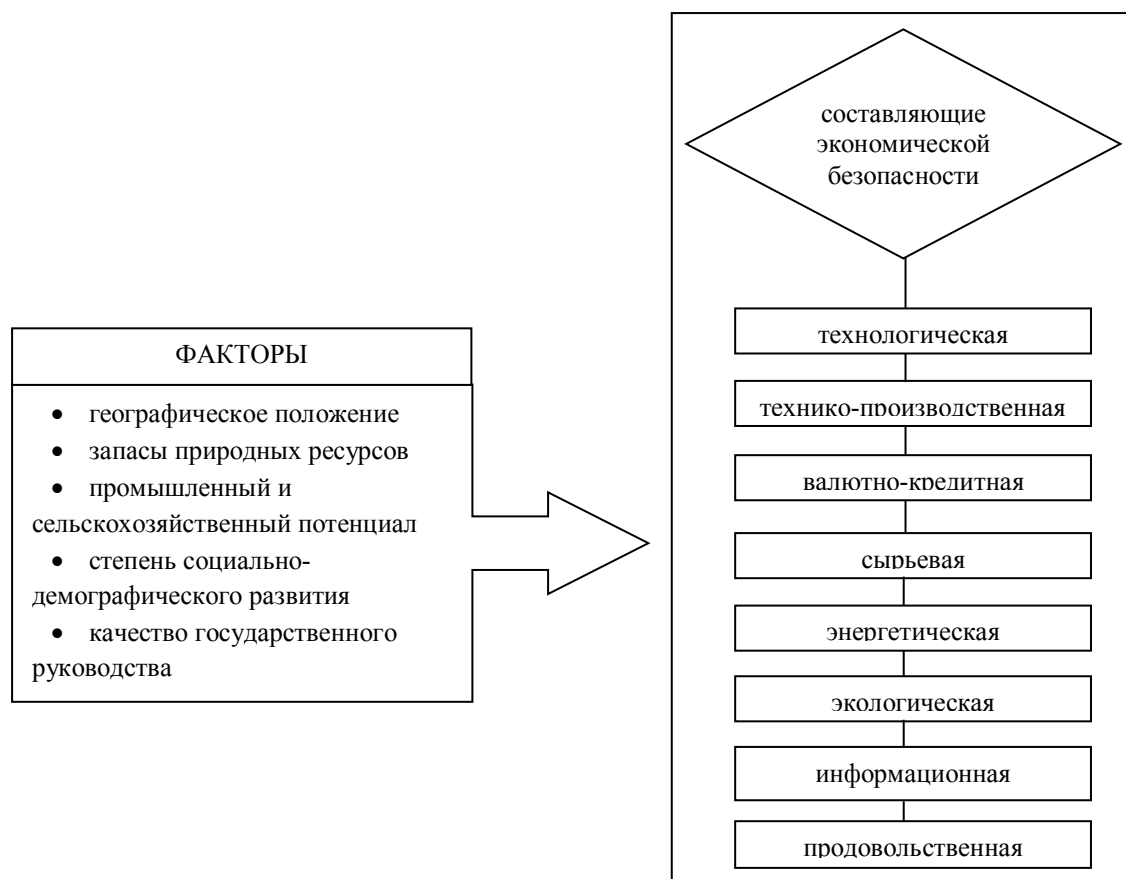 ФАКТОРЫ
• географическое положение
• запасы природных ресурсов
• промышленный и
сельскохозяйственный потенциал
• степень социально-
демографического развития
• качество государственного
руководства
составляющие
экономической
безопасности
технологическая
технико-производственная
валютно-кредитная
сырьевая
энергетическая
экологическая
информационная
продовольственная